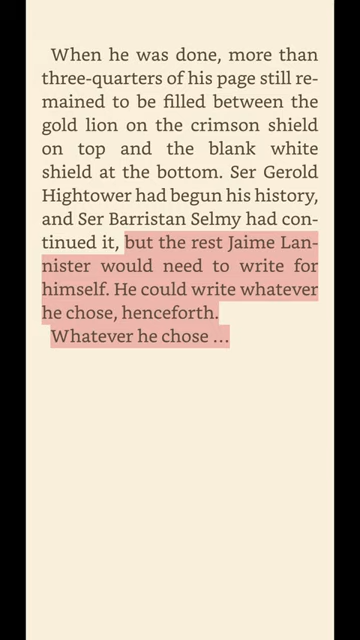 When he was done, more than
three-quarters of his page still re-
mained to be filled between the
gold lion on the crimson shield
on top and the blank white
shield at the bottom. Ser Gerold
Hightower had begun his history,
and Ser Barristan Selmy had con-
tinued it, but the rest Jaime Lan-
nister would need to write for
himself. He could write whatever
he chose, henceforth.
Whatever he chose …